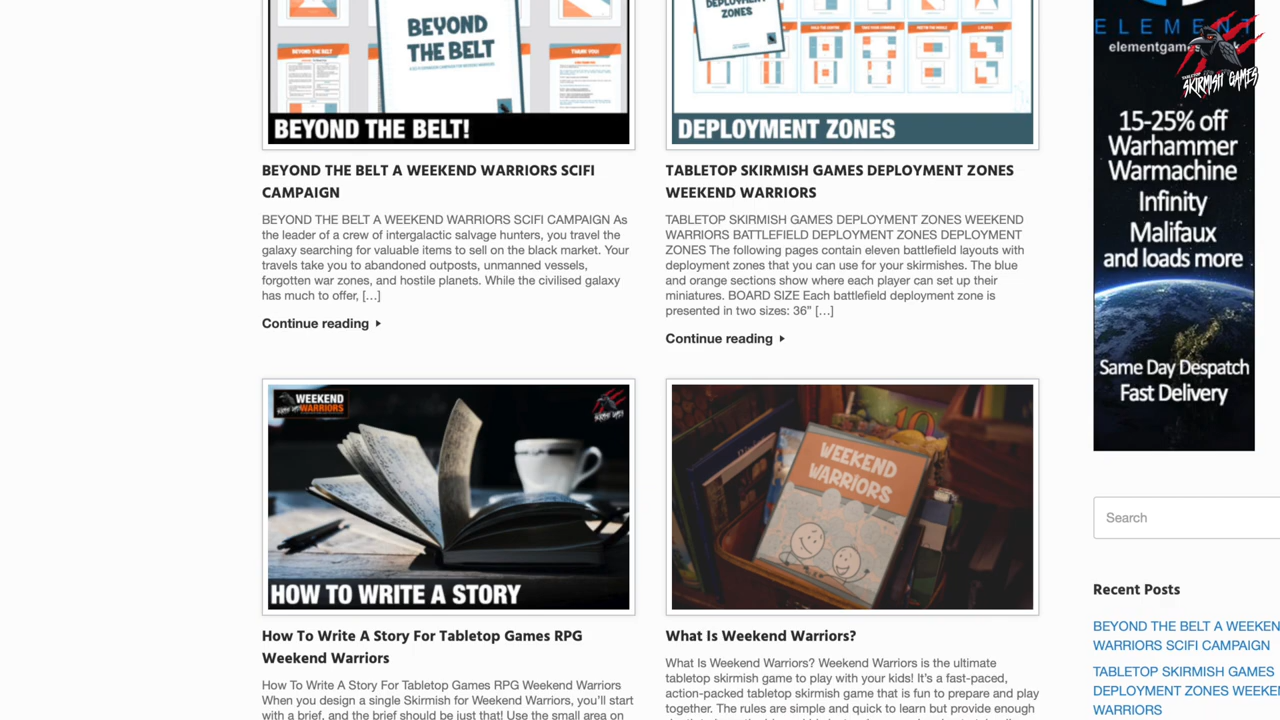 BEYOND
THE BELT
BEYOND THE BELT
THANK YOU
BEYOND THE BELT!
DEPLOYMENT
ZONES
DEPLOYMENT ZONES
ELEMENT
SKIRMISH GAMES
15-25% off
Warhammer
Warmachine
Infinity
Malifaux
and loads more
Same Day Despatch
Fast Delivery
BEYOND THE BELT A WEEKEND WARRIORS SCIFI
CAMPAIGN
BEYOND THE BELT A WEEKEND WARRIORS SCIFI CAMPAIGN As
the leader of a crew of intergalactic salvage hunters, you travel the
galaxy searching for valuable items to sell on the black market. Your
travels take you to abandoned outposts, unmanned vessels,
forgotten war zones, and hostile planets. While the civilised galaxy
has much to offer, […]
Continue reading
TABLETOP SKIRMISH GAMES DEPLOYMENT ZONES
WEEKEND WARRIORS
TABLETOP SKIRMISH GAMES DEPLOYMENT ZONES WEEKEND
WARRIORS BATTLEFIELD DEPLOYMENT ZONES DEPLOYMENT
ZONES The following pages contain eleven battlefield layouts with
deployment zones that you can use for your skirmishes. The blue
and orange sections show where each player can set up their
miniatures. BOARD SIZE Each battlefield deployment zone is
presented in two sizes: 36” […]
Continue reading
WEEKEND
WARRIORS
HOW TO WRITE A STORY
How To Write A Story For Tabletop Games RPG
Weekend Warriors
How To Write A Story For Tabletop Games RPG Weekend Warriors
When you design a single Skirmish for Weekend Warriors, you'll start
with a brief, and the brief should be just that! Use the small area on
10
WEEKEND
WARRIORS
What Is Weekend Warriors?
What Is Weekend Warriors? Weekend Warriors is the ultimate
tabletop skirmish game to play with your kids! It's a fast-paced,
action-packed tabletop skirmish game that is fun to prepare and play
together. The rules are simple and quick to learn but provide enough
Search
Recent Posts
BEYOND THE BELT A WEEKEN
WARRIORS SCIFI CAMPAIGN
TABLETOP SKIRMISH GAMES
DEPLOYMENT ZONES WEEKE
WARRIORS